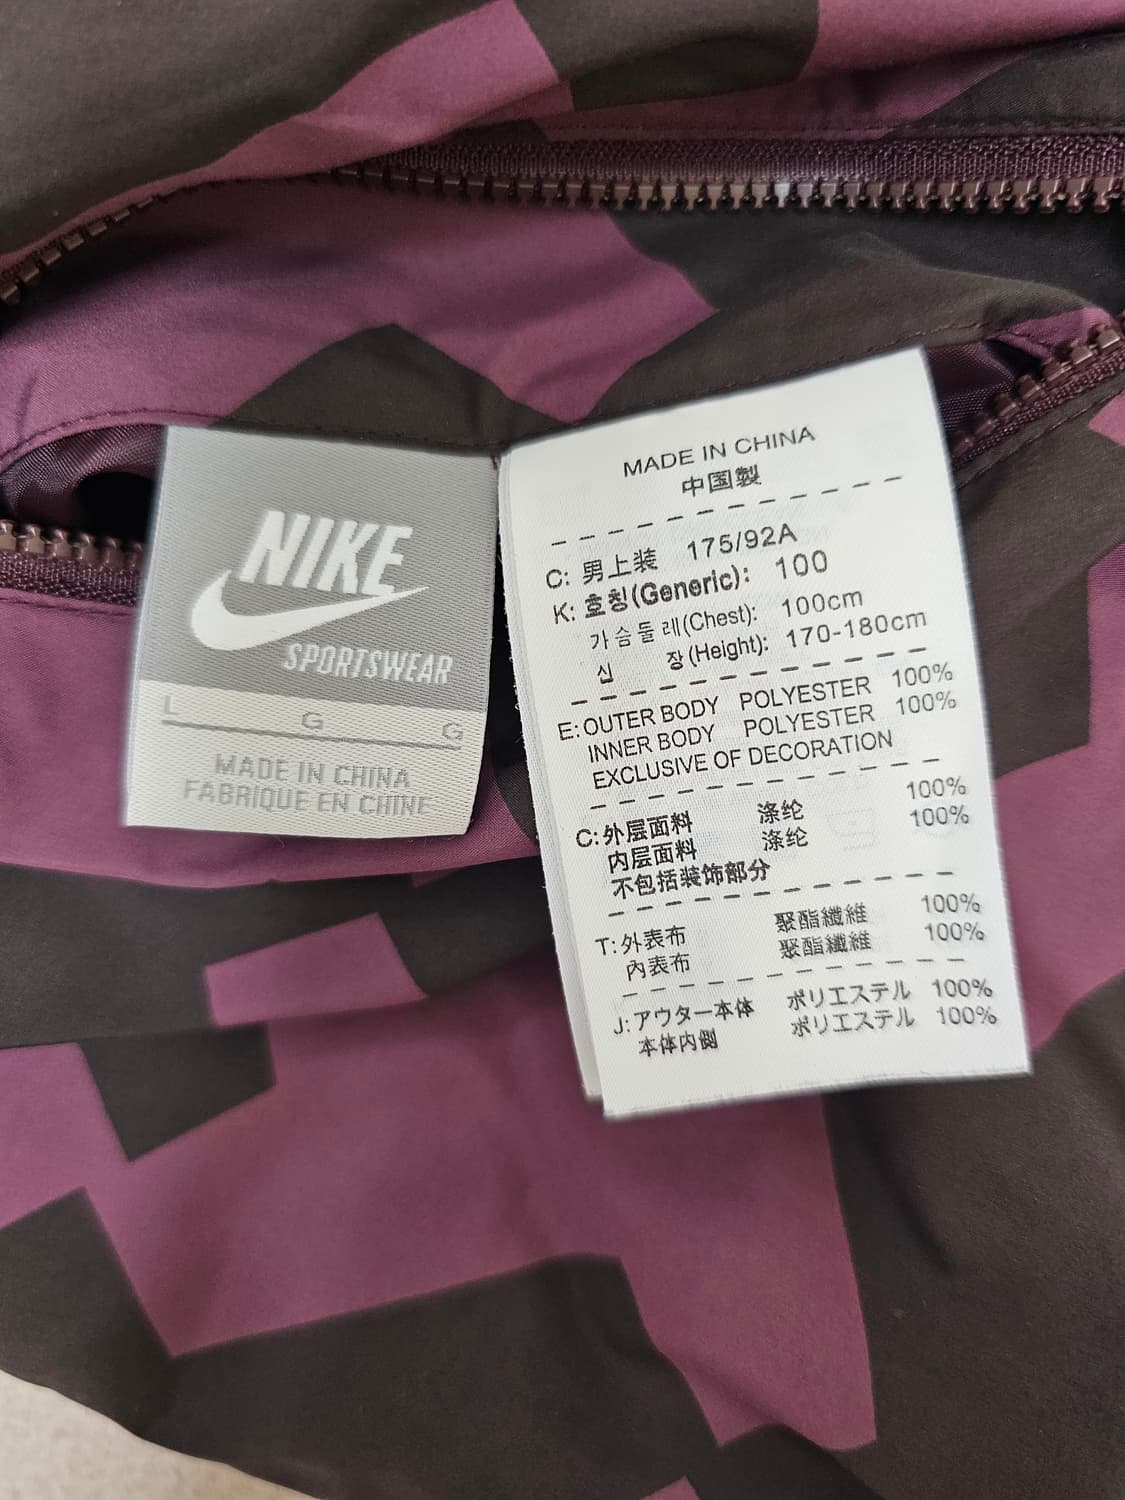 NIKE
SPORTSWEAR
L G G
MADE IN CHINA
FABRIQUE EN CHINE
MADE IN CHINA
中国製
C: 男上装 175/92A
K: 호칭(Generic): 100
가슴둘레(Chest): 100cm
신 장(Height): 170-180cm
E:OUTER BODY POLYESTER 100%
INNER BODY POLYESTER 100%
EXCLUSIVE OF DECORATION
C:外层面料 涤纶 100%
内层面料 涤纶 100%
不包括装饰部分
T:外表布 聚酯纖維 100%
內表布 聚酯纖維 100%
J:アウター本体 ポリエステル 100%
本体内側 ポリエステル 100%